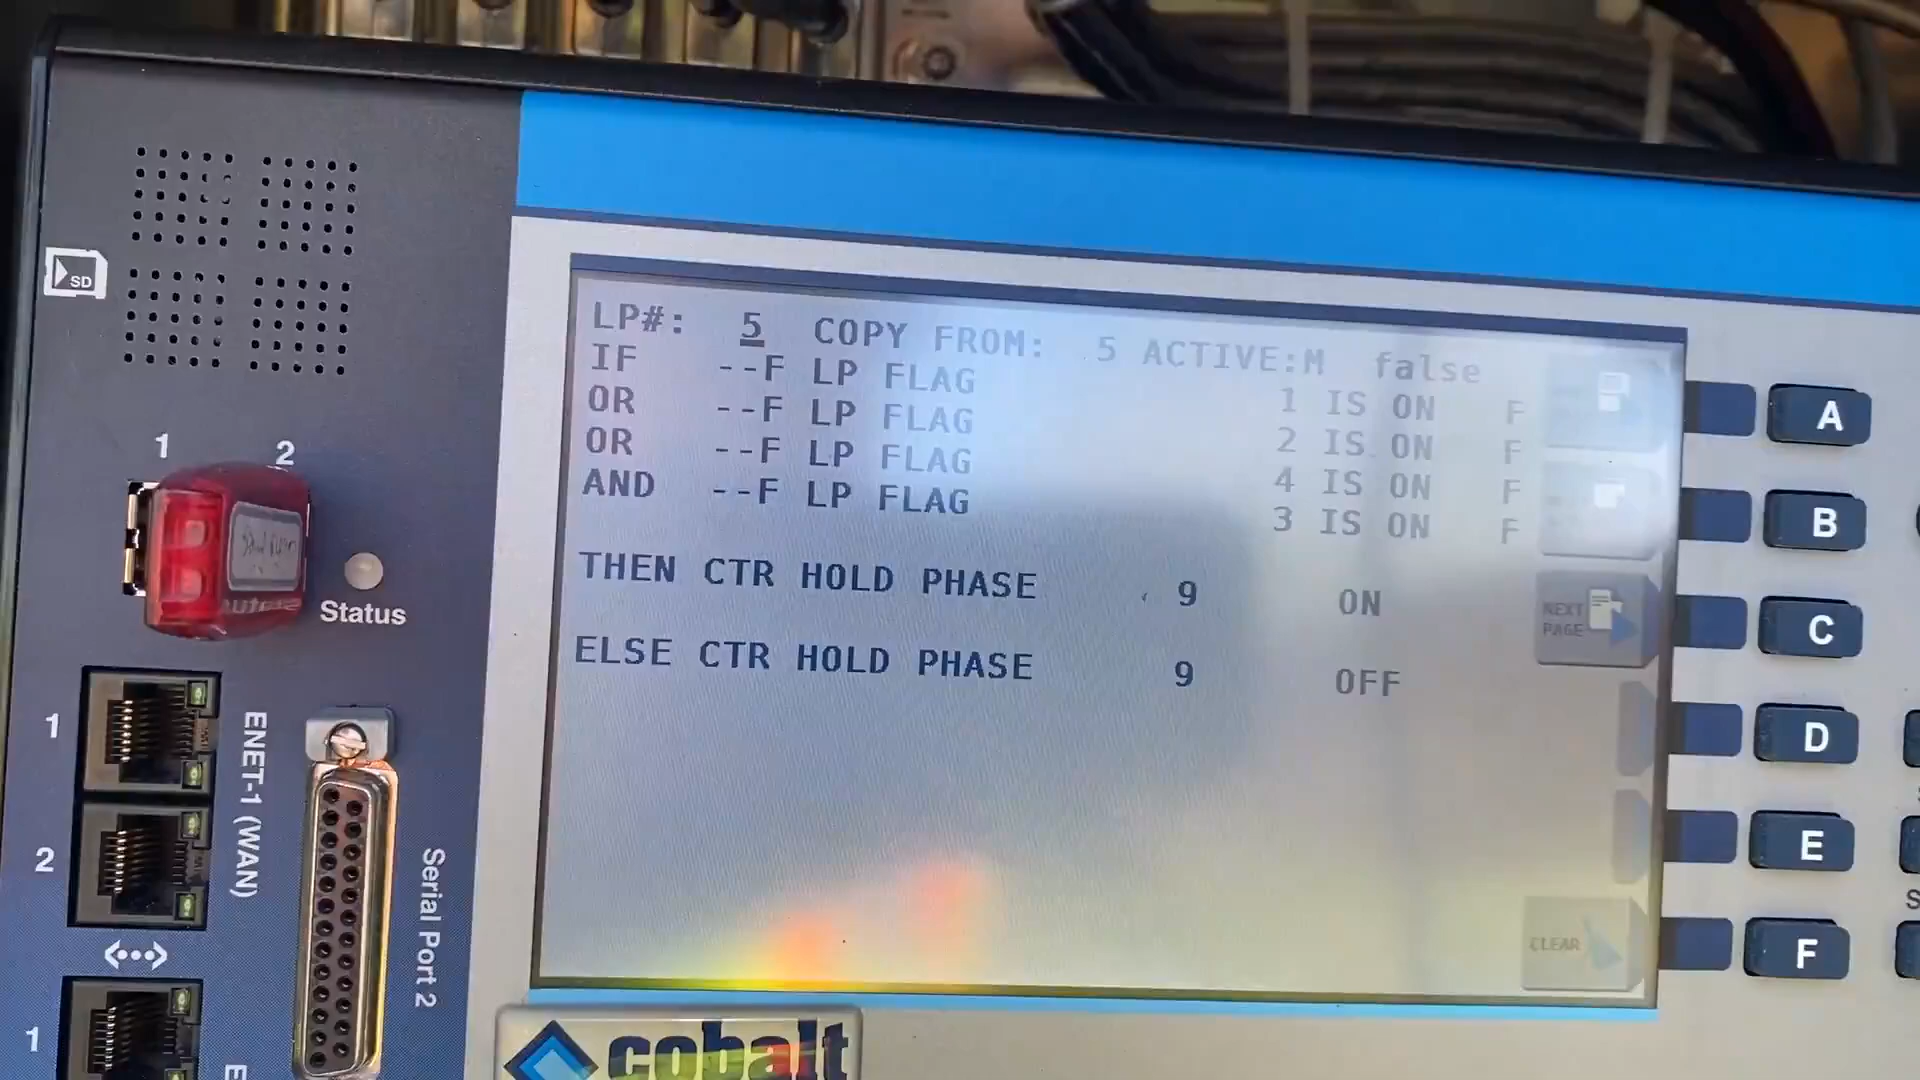 LP#: 5 COPY FROM: 5 ACTIVE:M false
IF --F LP FLAG 1 IS ON F
OR --F LP FLAG 2 IS ON F
OR --F LP FLAG 4 IS ON F
AND --F LP FLAG 3 IS ON F
THEN CTR HOLD PHASE 9 ON
ELSE CTR HOLD PHASE 9 OFF
NEXT
PAGE
CLEAR
A
B
C
D
E
F
SD
1 2
Status
1
2
ENET-1 (WAN)
1
Serial Port 2
cobalt